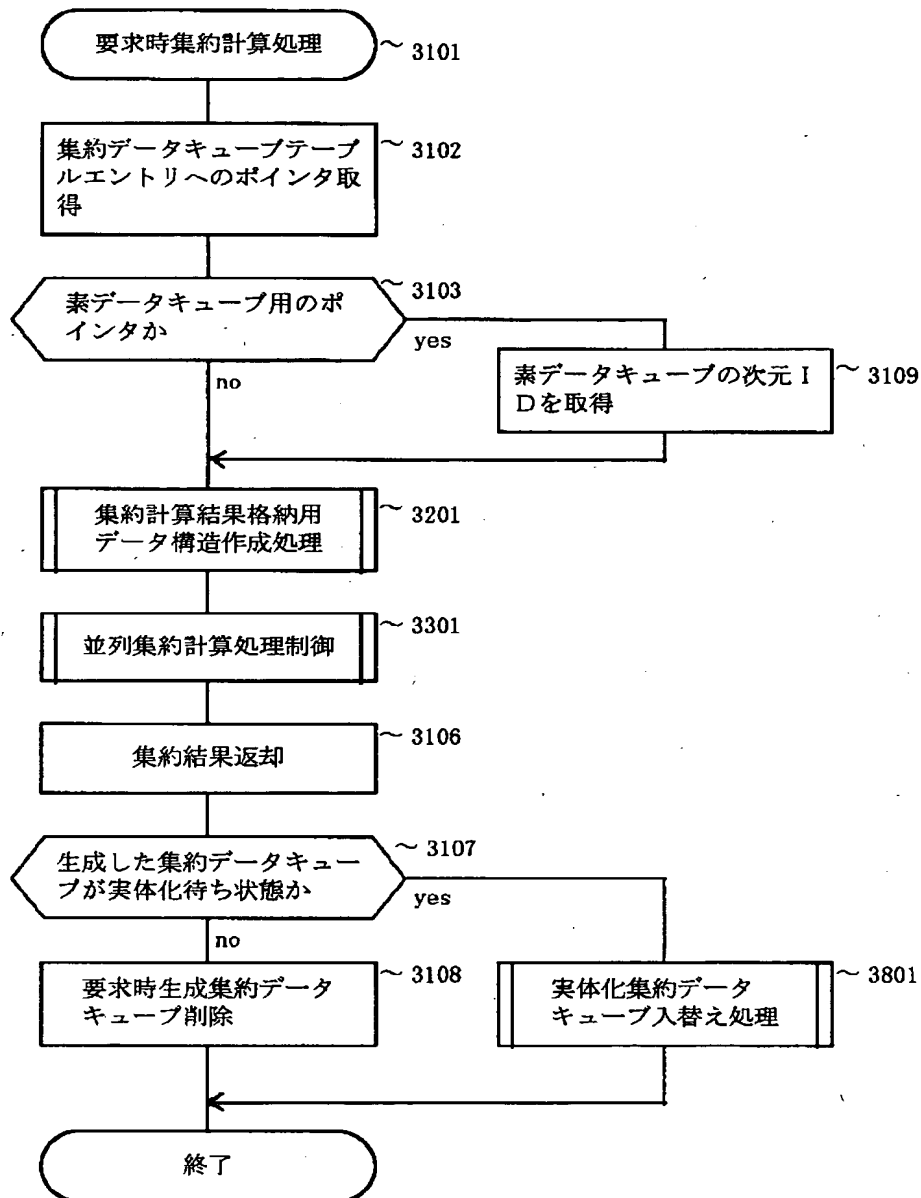 要求時集約計算処理
～ 3101
集約データキューブテーブ
ルエントリへのポインタ取
得
～ 3102
素データキューブ用のポ
インタか
～ 3103
yes
no
素データキューブの次元I
Dを取得
～ 3109
集約計算結果格納用
データ構造作成処理
～ 3201
並列集約計算処理制御
～ 3301
集約結果返却
～ 3106
生成した集約データキュー
ブが実体化待ち状態か
～ 3107
yes
no
要求時生成集約データ
キューブ削除
～ 3108
実体化集約データ
キューブ入替え処理
～ 3801
終了